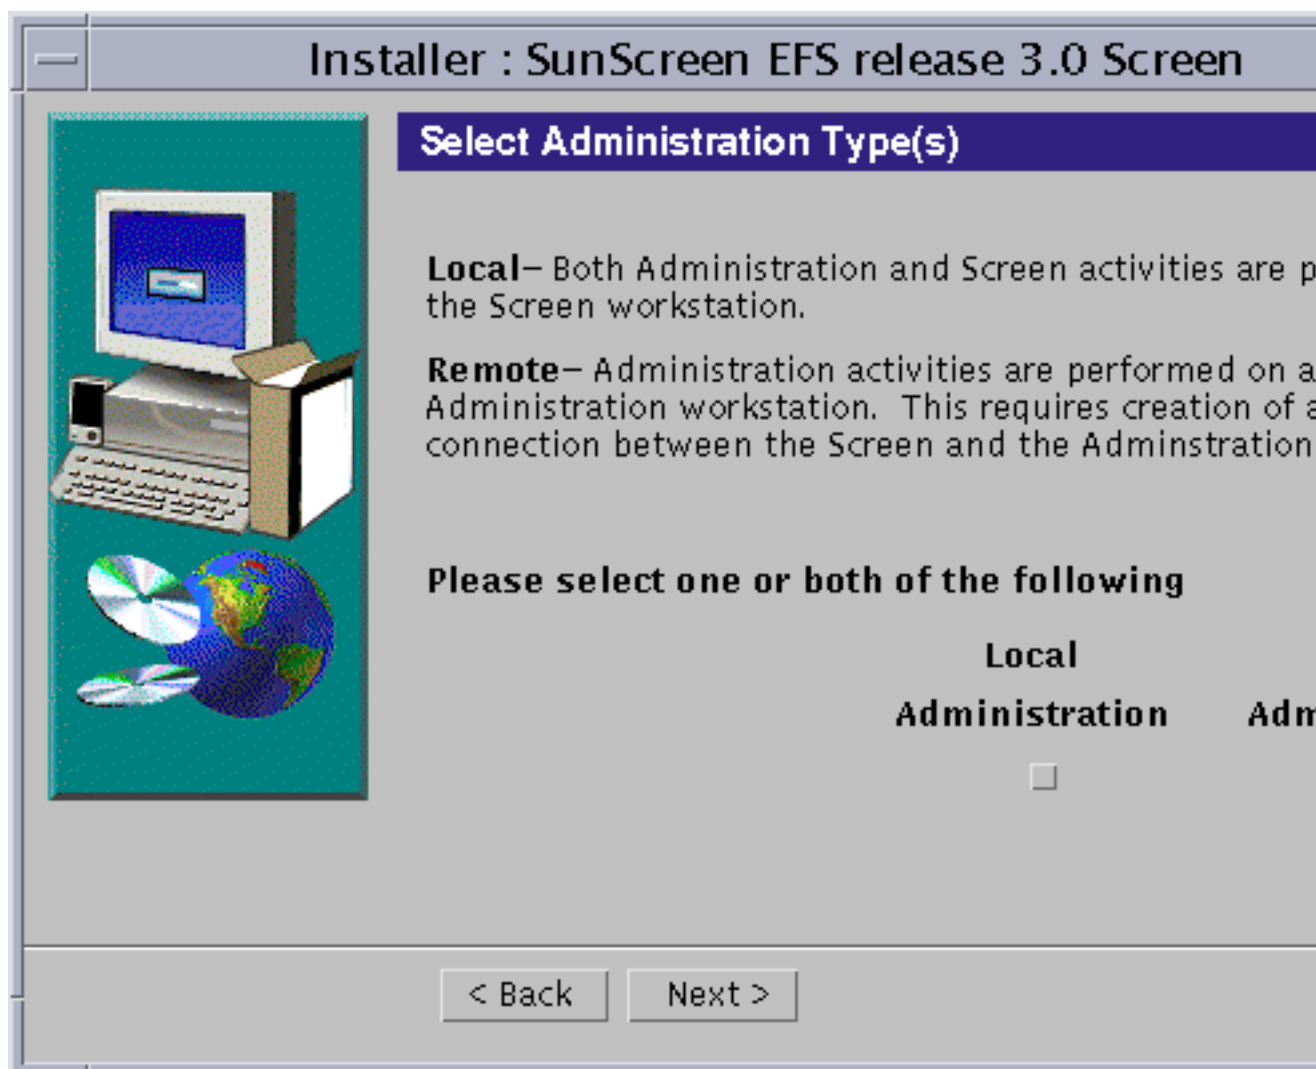 Installer : SunScreen EFS release 3.0 Screen
Select Administration Type(s)
Local– Both Administration and Screen activities are p
the Screen workstation.
Remote– Administration activities are performed on a
Administration workstation.  This requires creation of a
connection between the Screen and the Adminstration
Please select one or both of the following
Local
Administration Adm
< Back Next >